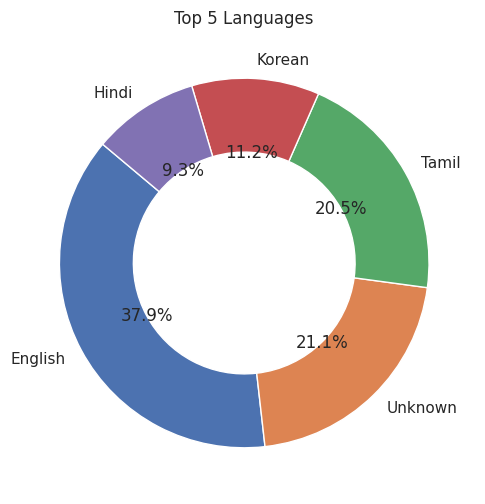 Top 5 Languages
Korean
Hindi
Tamil
11.2%
9.3%
20.5%
37.9%
21.1%
English
Unknown